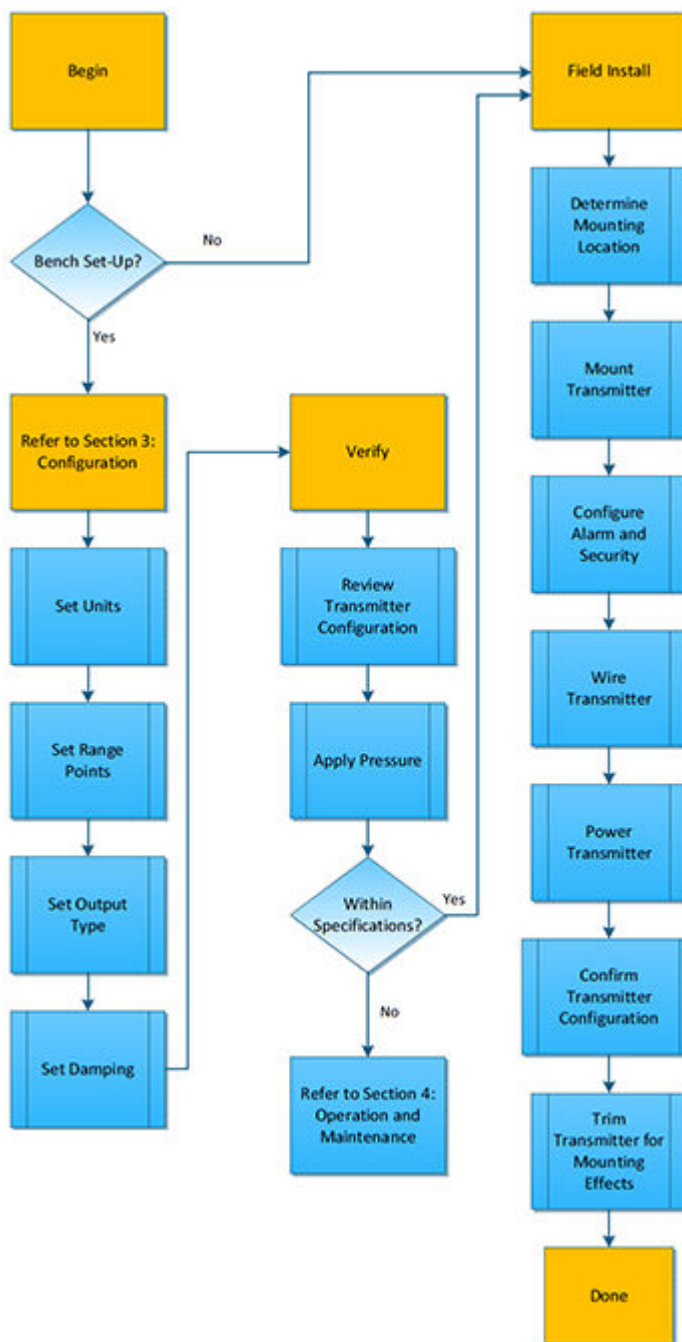 Begin
Bench Set-Up?
No
Yes
Refer to Section 3:
Configuration
Set Units
Set Range
Points
Set Output
Type
Set Damping
Verify
Review
Transmitter
Configuration
Apply Pressure
Within
Specifications?
Yes
No
Refer to Section 4:
Operation and
Maintenance
Field Install
Determine
Mounting
Location
Mount
Transmitter
Configure
Alarm and
Security
Wire
Transmitter
Power
Transmitter
Confirm
Transmitter
Configuration
Trim
Transmitter for
Mounting
Effects
Done